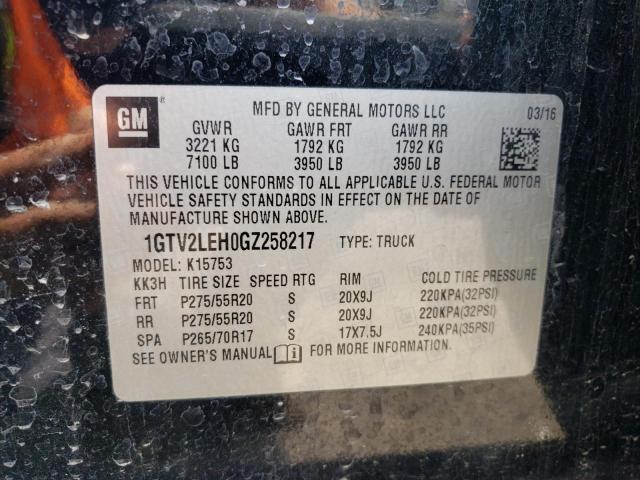 GM
MFD BY GENERAL MOTORS LLC 03/16
GVWR GAWR FRT GAWR RR
3221 KG 1792 KG 1792 KG
7100 LB 3950 LB 3950 LB
THIS VEHICLE CONFORMS TO ALL APPLICABLE U.S. FEDERAL MOTOR
VEHICLE SAFETY STANDARDS IN EFFECT ON THE DATE OF
MANUFACTURE SHOWN ABOVE.
1GTV2LEH0GZ258217 TYPE: TRUCK
MODEL: K15753
KK3H TIRE SIZE SPEED RTG RIM COLD TIRE PRESSURE
FRT P275/55R20 S 20X9J 220KPA(32PSI)
RR P275/55R20 S 20X9J 220KPA(32PSI)
SPA P265/70R17 S 17X7.5J 240KPA(35PSI)
SEE OWNER'S MANUAL FOR MORE INFORMATION.